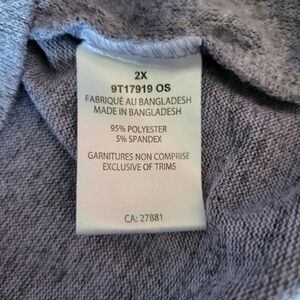 2X
9T17919 OS
FABRIQUÉ AU BANGLADESH
MADE IN BANGLADESH
95% POLYESTER
5% SPANDEX
GARNITURES NON COMPRISE
EXCLUSIVE OF TRIMS
CA: 27881